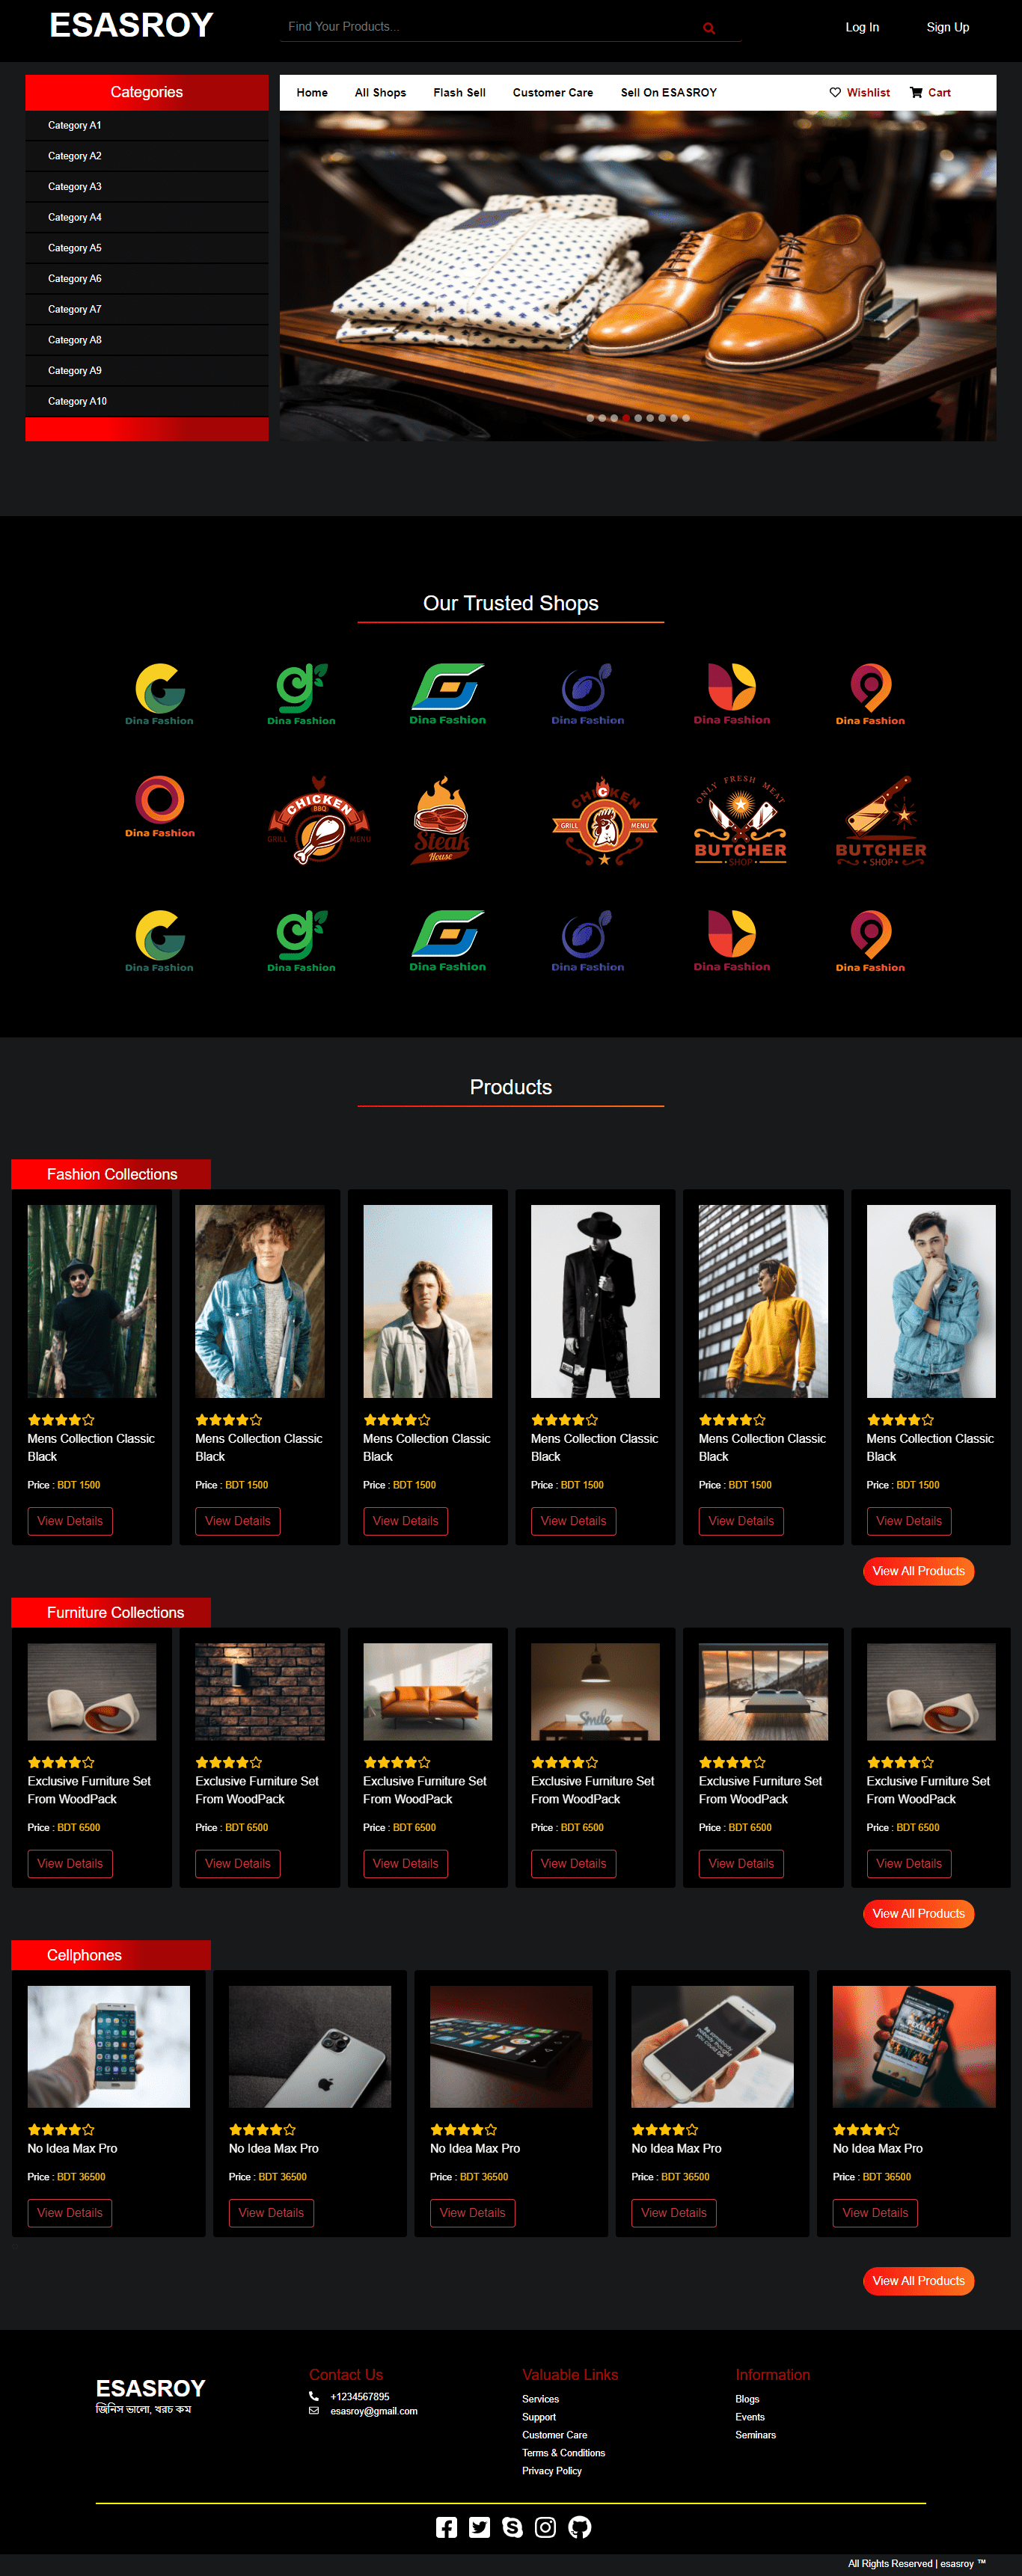 ESASROY
Find Your Products...
Log In
Sign Up
Categories
Category A1
Category A2
Category A3
Category A4
Category A5
Category A6
Category A7
Category A8
Category A9
Category A10
Home
All Shops
Flash Sell
Customer Care
Sell On ESASROY
Wishlist
Cart
Our Trusted Shops
Dina Fashion
Dina Fashion
Dina Fashion
Dina Fashion
Dina Fashion
Dina Fashion
Dina Fashion
CHICKEN
BBQ
GRILL
MENU
Steak
House
CHICKEN
GRILL
MENU
ONLY FRESH MEAT
BUTCHER
SHOP
BUTCHER
SHOP
Dina Fashion
Dina Fashion
Dina Fashion
Dina Fashion
Dina Fashion
Dina Fashion
Products
Fashion Collections
Mens Collection Classic
Black
Price : BDT 1500
View Details
Mens Collection Classic
Black
Price : BDT 1500
View Details
Mens Collection Classic
Black
Price : BDT 1500
View Details
Mens Collection Classic
Black
Price : BDT 1500
View Details
Mens Collection Classic
Black
Price : BDT 1500
View Details
Mens Collection Classic
Black
Price : BDT 1500
View Details
View All Products
Furniture Collections
Exclusive Furniture Set
From WoodPack
Price : BDT 6500
View Details
Exclusive Furniture Set
From WoodPack
Price : BDT 6500
View Details
Exclusive Furniture Set
From WoodPack
Price : BDT 6500
View Details
Smile
Exclusive Furniture Set
From WoodPack
Price : BDT 6500
View Details
Exclusive Furniture Set
From WoodPack
Price : BDT 6500
View Details
Exclusive Furniture Set
From WoodPack
Price : BDT 6500
View Details
View All Products
Cellphones
No Idea Max Pro
Price : BDT 36500
View Details
No Idea Max Pro
Price : BDT 36500
View Details
No Idea Max Pro
Price : BDT 36500
View Details
No Idea Max Pro
Price : BDT 36500
View Details
No Idea Max Pro
Price : BDT 36500
View Details
View All Products
ESASROY
জিনিস ভালো, খরচ কম
Contact Us
+1234567895
esasroy@gmail.com
Valuable Links
Services
Support
Customer Care
Terms & Conditions
Privacy Policy
Information
Blogs
Events
Seminars
All Rights Reserved | esasroy ™